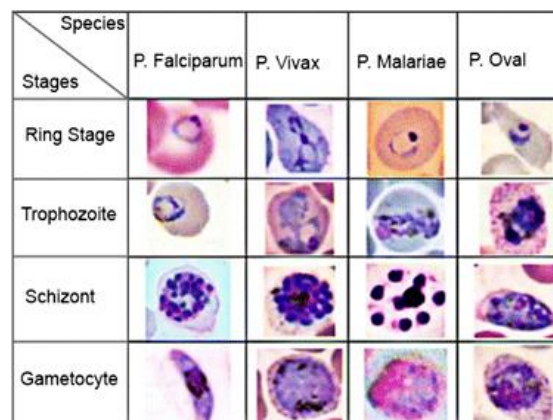 Species
Stages
P. Falciparum
P. Vivax
P. Malariae
P. Oval
Ring Stage
Trophozoite
Schizont
Gametocyte